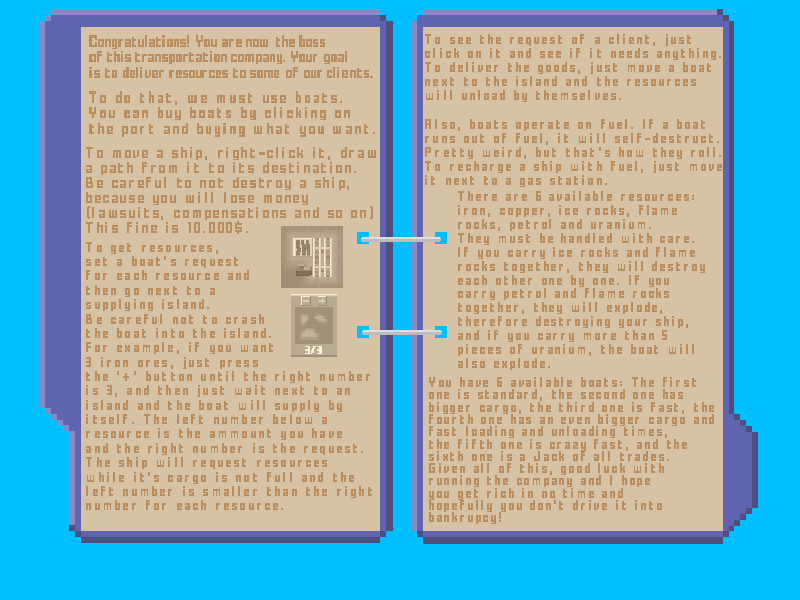 Congratulations! You are now the boss
of this transportation company. Your goal
is to deliver resources to some of our clients.
To do that, we must use boats.
You can buy boats by clicking on
the port and buying what you want.
To move a ship, right-click it, draw
a path from it to its destination.
Be careful to not destroy a ship,
because you will lose money
(lawsuits, compensations and so on)
This Fine is 10.000$.
To get resources,
set a boat's request
for each resource and
then go next to a
supplying island.
Be careful not to crash
the boat into the island.
For example, if you want
3 iron ores, just press
the '+' button until the right number
is 3, and then just wait next to an
island and the boat will supply by
itself. The left number below a
resource is the ammount you have
and the right number is the request.
The ship will request resources
while it's cargo is not full and the
left number is smaller than the right
number for each resource.
3/3
To see the request of a client, just
click on it and see if it needs anything.
To deliver the goods, just move a boat
next to the island and the resources
will unload by themselves.
Also, boats operate on fuel. If a boat
runs out of fuel, it will self-destruct.
Pretty weird, but that's how they roll.
To recharge a ship with fuel, just move
it next to a gas station.
There are 6 available resources:
iron, copper, ice rocks, flame
rocks, petrol and uranium.
They must be handled with care.
If you carry ice rocks and flame
rocks together, they will destroy
each other one by one. If you
carry petrol and flame rocks
together, they will explode,
therefore destroying your ship,
and if you carry more than 5
pieces of uranium, the boat will
also explode.
You have 6 available boats: The first
one is standard, the second one has
bigger cargo, the third one is fast, the
fourth one has an even bigger cargo and
fast loading and unloading times,
the fifth one is crazy fast, and the
sixth one is a Jack of all trades.
Given all of this, good luck with
running the company and I hope
you get rich in no time and
hopefully you don't drive it into
bankrupcy!